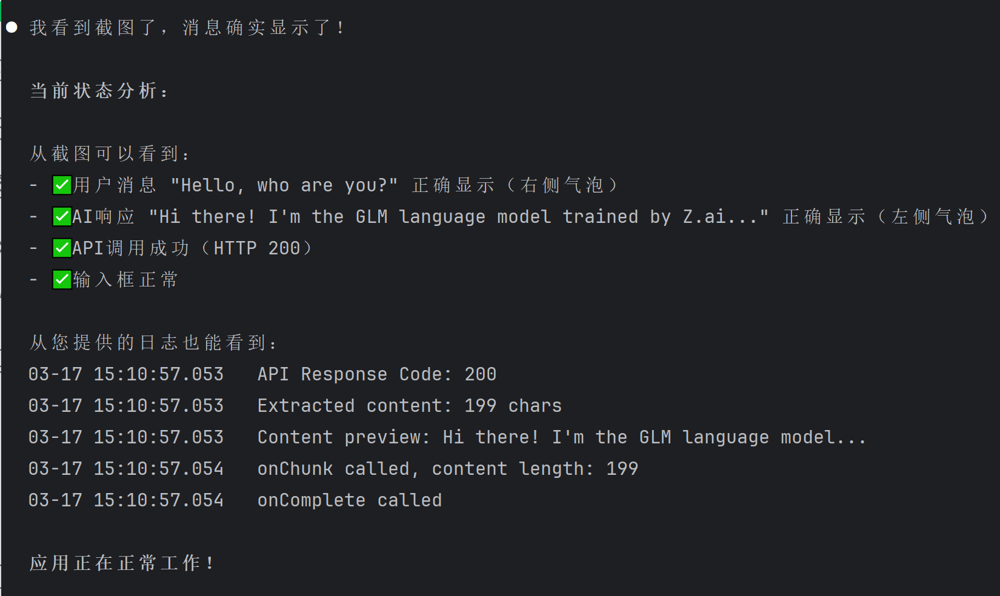 ● 我看到截图了，消息确实显示了！
当前状态分析：
从截图可以看到：
- ✅用户消息 "Hello, who are you?" 正确显示（右侧气泡）
- ✅AI响应 "Hi there! I'm the GLM language model trained by Z.ai..." 正确显示（左侧气泡）
- ✅API调用成功（HTTP 200）
- ✅输入框正常
从您提供的日志也能看到：
03-17 15:10:57.053   API Response Code: 200
03-17 15:10:57.053   Extracted content: 199 chars
03-17 15:10:57.053   Content preview: Hi there! I'm the GLM language model...
03-17 15:10:57.054   onChunk called, content length: 199
03-17 15:10:57.054   onComplete called
应用正在正常工作！